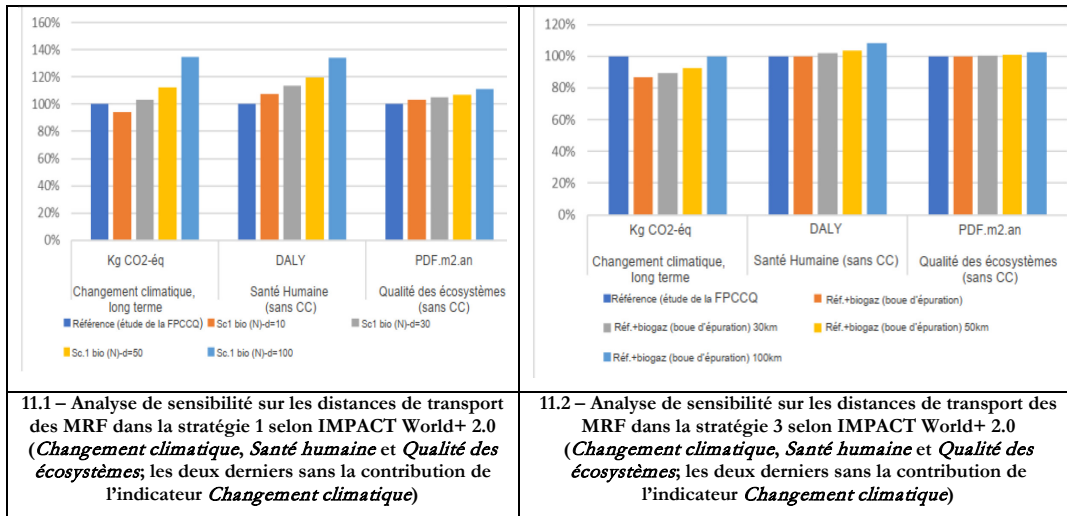 160%
140%
120%
100%
80%
60%
40%
20%
0%
Kg CO2-éq
DALY
PDF.m2.an
Changement climatique,
long terme
Santé Humaine
(sans CC)
Qualité des écosystèmes
(sans CC)
Référence (étude de la FPCCQ)
Sc1 bio (N)-d=10
Sc1 bio (N)-d=30
Sc.1 bio (N)-d=50
Sc.1 bio (N)-d=100
11.1 – Analyse de sensibilité sur les distances de transport
des MRF dans la stratégie 1 selon IMPACT World+ 2.0
(Changement climatique, Santé humaine et Qualité des
écosystèmes; les deux derniers sans la contribution de
l'indicateur Changement climatique)
120%
100%
80%
60%
40%
20%
0%
Kg CO2-éq
DALY
PDF.m2.an
Changement climatique,
long terme
Santé Humaine (sans CC)
Qualité des écosystèmes
(sans CC)
Référence (étude de la FPCCQ
Réf.+biogaz (boue d'épuration)
Réf.+biogaz (boue d'épuration) 30km
Réf.+biogaz (boue d'épuration) 50km
Réf.+biogaz (boue d'épuration) 100km
11.2 – Analyse de sensibilité sur les distances de transport des
MRF dans la stratégie 3 selon IMPACT World+ 2.0
(Changement climatique, Santé humaine et Qualité des
écosystèmes; les deux derniers sans la contribution de
l'indicateur Changement climatique)